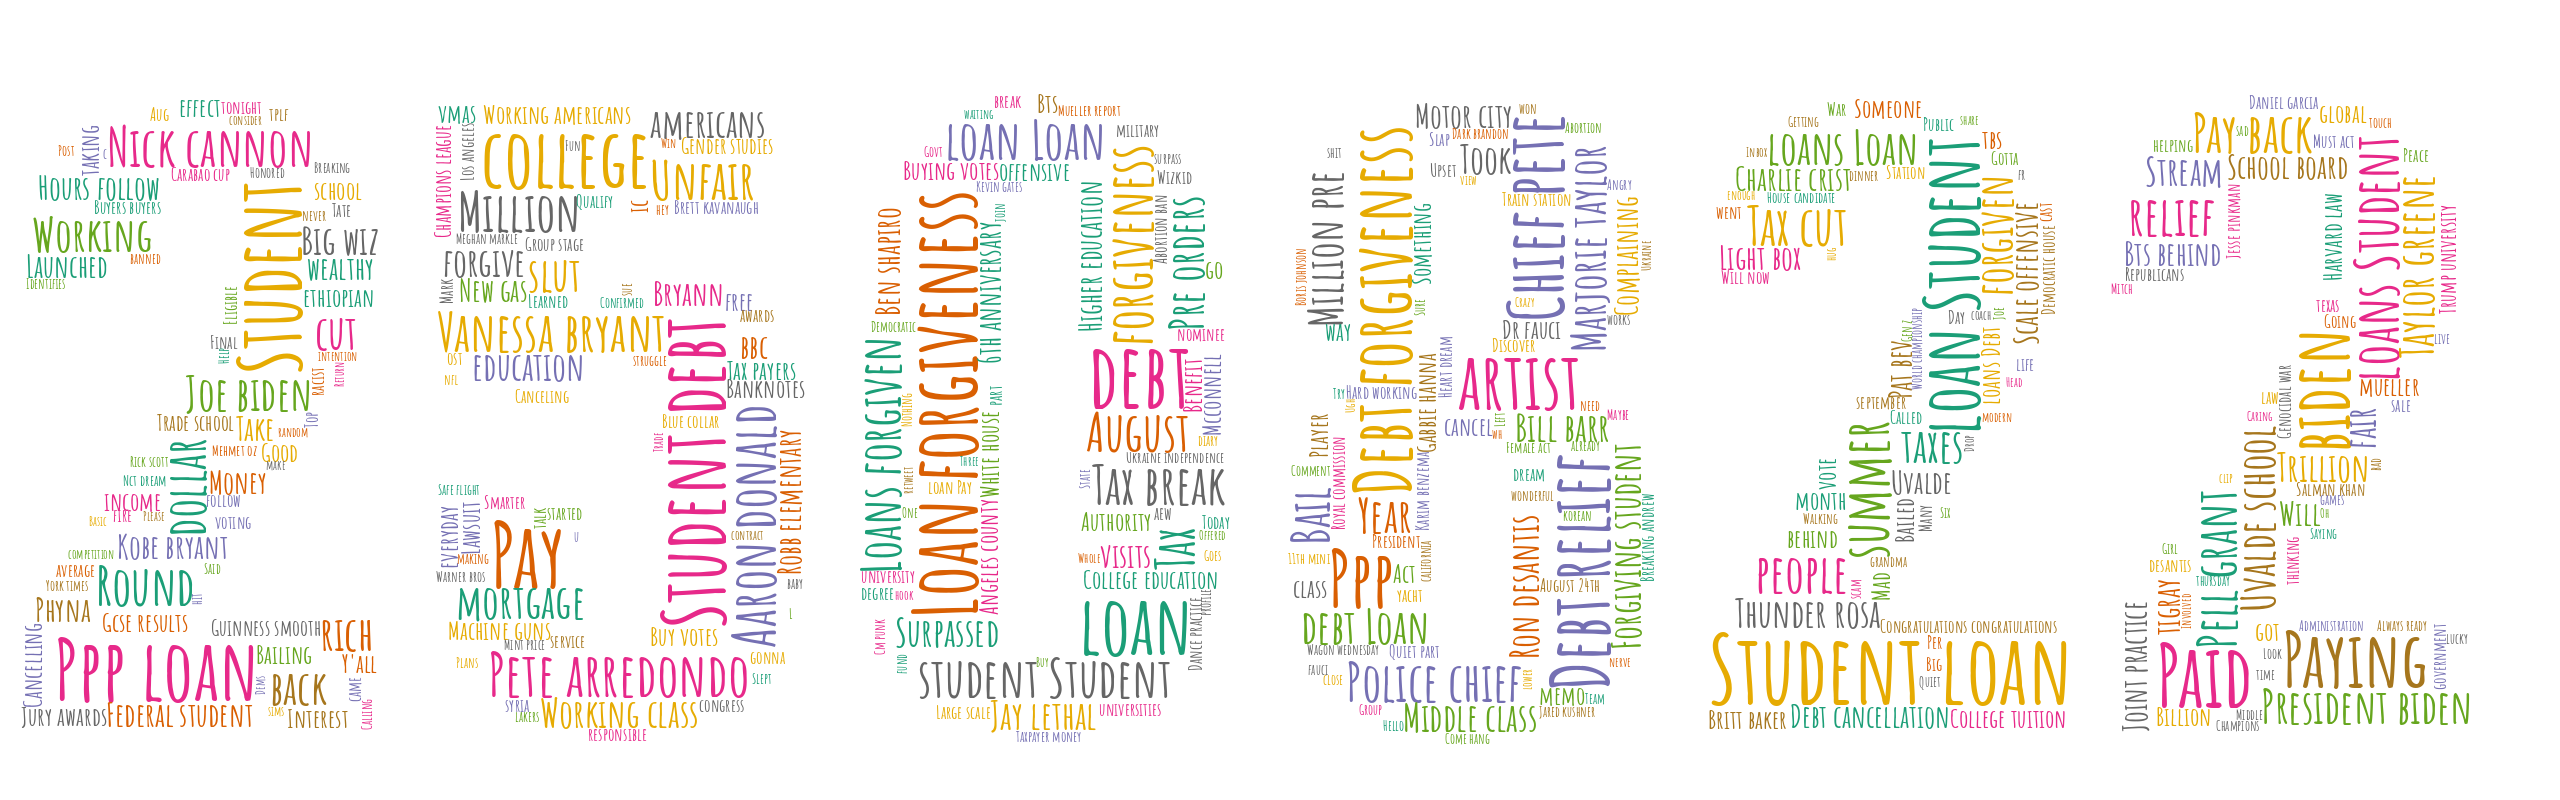 Aug
effect
tonight
consider
TPLF
Post
Taking
C
Nick Cannon
Carabao Cup
honored
Breaking
Hours follow
Buyers buyers
Student
school
never
Tate
Working
banned
Launched
Identifies
Big Wiz
wealthy
Ethiopian
Eligible
cut
Final
help
intention
return
racist
Joe Biden
Top
Trade school
Take
random
Mehmet Oz
Good
make
Rick Scott
dollar
NCT Dream
Money
income
follow
Basic
fire
please
voting
Kobe Bryant
competition
said
average
York Times
Round
hit
Phyna
GCSE results
Guinness Smooth
rich
Cancelling
PPP loan
Bailing
y'all
Dems
back
came
calling
Jury awards
Federal student
sims
Interest
VMAs
Working Americans
Americans
Champions League
Los Angeles
college
Fun
win
Gender studies
Unfair
Million
Qualify
IC
hey
Brett Kavanaugh
Meghan Markle
Group stage
forgive
slut
Mark
New gas
learned
Confirmed
sue
Bryann
free
awards
Vanessa Bryant
OST
education
struggle
BBC
Tax payers
Banknotes
NFL
Canceling
Student debt
Blue collar
Trade
Aaron Donald
Robb Elementary
Safe flight
Smarter
everyday
lawsuit
Pay
talk
started
U
making
contract
Warner Bros
baby
mortgage
L
Machine guns
Mint price
service
Buy votes
Plans
Pete Arredondo
gonna
slept
Syria
Lakers
Working class
Congress
responsible
waiting
break
BTS
Mueller report
Govt
Loan loan
military
Buying votes
offensive
Kevin Gates
forgiveness
surpass
Wizkid
Abortion ban
Pre orders
go
Ben Shapiro
Loan forgiveness
6th anniversary
join
Higher education
Democratic
nominee
Loans forgiven
nothing
part
debt
benefit
McConnell
August
diary
White House
Ukraine Independence
Three
retweet
loan pay
State
Tax break
One
Authority
AEW
Today
offered
Angeles County
whole
visits
Tax
goes
university
degree
hook
College education
CM Punk
Surpassed
loan
Dance practice
profile
fund
student
buy
Student
Large scale
Jay Lethal
universities
Taxpayer money
Motor City
won
shit
Slap
Dark Brandon
Abortion
Upset
Took
view
Chief Pete
Million pre
Debt forgiveness
Something
Train station
Marjorie Taylor
angry
Complaining
Ukraine
Boris Johnson
sure
Crazy
way
Dr Fauci
works
Discover
Gabbie Hanna
Heart dream
try
Hard working
ugh
artist
need
maybe
player
cancel
left
wh
Bill Barr
Female act
already
Comment
Royal Commission
Karim Benzema
dream
Debt relief
Forgiving student
Bail
wonderful
Korean
Breaking Andrew
Year
President
11th mini
California
Ron DeSantis
class
PPP
Act
yacht
August 24th
debt loan
Wagon Wednesday
Quiet part
Fauci
close
Police chief
lower
nerve
Group
memo
team
Hello
Middle class
Jared Kushner
Come hang
War
Someone
Getting
Public
share
inbox
Loans loan
TBS
Gotta
Charlie Crist
dinner
station
FR
enough
House candidate
went
Tax cut
Light box
hug
Will now
Loan student
forgiven
Scale offensive
Democratic House
cast
Day
coach
Joe
Gen Z
World Championship
Pat Bev
Loans debt
life
head
September
Called
modern
Summer
taxes
drop
vote
Uvalde
month
walking
bailed
many
six
behind
grandma
people
scam
mad
Thunder Rosa
Congratulations congratulations
Student loan
Per
Big
Quiet
Britt Baker
Debt cancellation
College tuition
Daniel Garcia
global
touch
Pay back
sad
Must act
helping
Stream
School board
Peace
Jesse Pinkman
relief
Harvard Law
Loans student
Taylor Greene
Trump University
BTS behind
Republicans
Mitch
Texas
Going
live
Biden
Mueller
sale
Genocidal war
Law
Caring
fair
Trillion
bad
clip
Salman Khan
games
Pell Grant
Uvalde school
Will
oh
saying
Girl
DeSantis
Thursday
thinking
Tigray
involved
Joint practice
Got
administration
Always ready
look
Lucky
Paid
time
Paying
government
Billion
Middle
Champions
President Biden